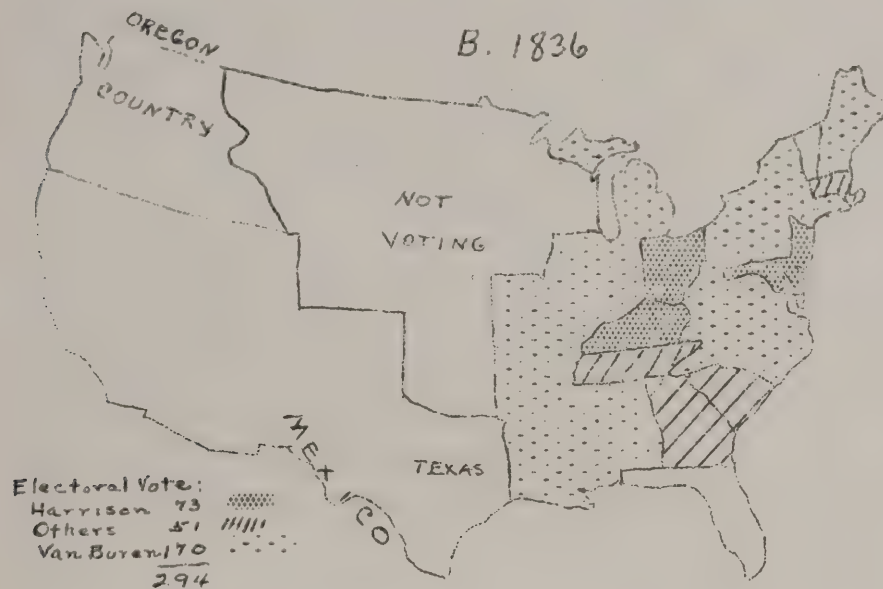 B. 1836
OREGON
COUNTRY
NOT
VOTING
MEXICO
TEXAS
Electoral Vote:
Harrison 73
Others 51
Van Buren 170
294